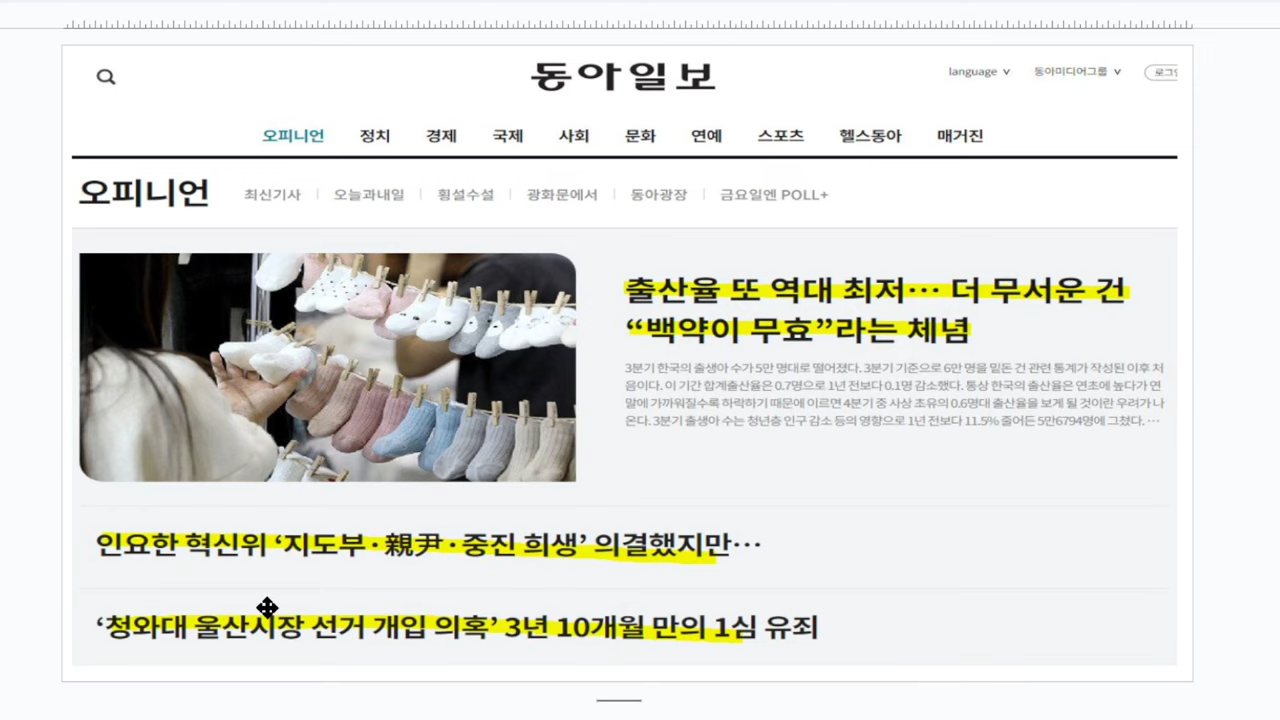 동아일보
language
동아미디어그룹
오피니언 정치 경제 국제 사회 문화 연예 스포츠 헬스동아 매거진
오피니언 최신기사 오늘과내일 횡설수설 광화문에서 동아광장 금요일엔 POLL+
출산율 또 역대 최저… 더 무서운 건
“백약이 무효”라는 체념
3분기 한국의 출생아 수가 5만 명대로 떨어졌다. 3분기 기준으로 6만 명을 밑돈 건 관련 통계가 작성된 이후 처
음이다. 이 기간 합계출산율은 0.7명으로 1년 전보다 0.1명 감소했다. 통상 한국의 출산율은 연초에 높다가 연
말에 가까워질수록 하락하기 때문에 이르면 4분기 중 사상 초유의 0.6명대 출산율을 보게 될 것이란 우려가 나
온다. 3분기 출생아 수는 청년층 인구 감소 등의 영향으로 1년 전보다 11.5% 줄어든 5만6794명에 그쳤다. …
인요한 혁신위 ‘지도부·親尹·중진 희생’ 의결했지만…
‘청와대 울산시장 선거 개입 의혹’ 3년 10개월 만의 1심 유죄